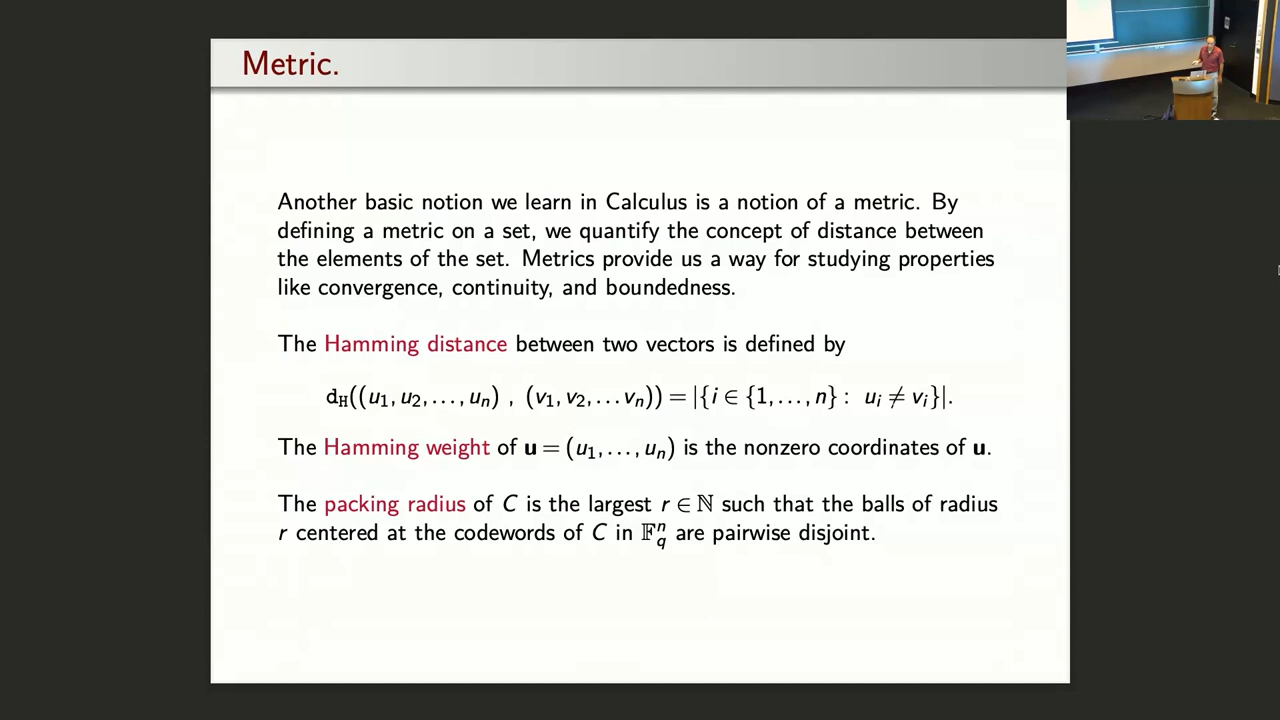 Metric.
Another basic notion we learn in Calculus is a notion of a metric. By
defining a metric on a set, we quantify the concept of distance between
the elements of the set. Metrics provide us a way for studying properties
like convergence, continuity, and boundedness.
The Hamming distance between two vectors is defined by
d_H((u_1, u_2, ..., u_n) , (v_1, v_2, ... v_n)) = |{i ∈ {1, ..., n} : u_i ≠ v_i}|.
The Hamming weight of u = (u_1, ..., u_n) is the nonzero coordinates of u.
The packing radius of C is the largest r ∈ ℕ such that the balls of radius
r centered at the codewords of C in 𝔽_q^n are pairwise disjoint.